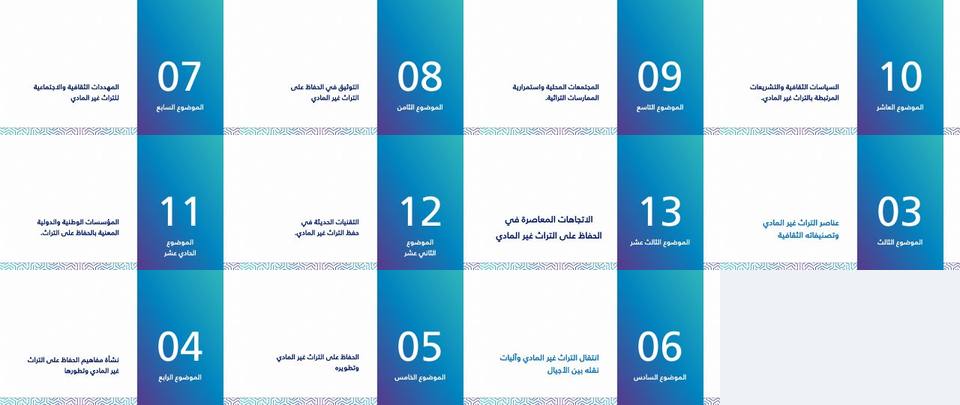 10
الموضوع العاشر
السياسات الثقافية والتشريعات
المرتبطة بالتراث غير المادي.
09
الموضوع التاسع
المجتمعات المحلية واستمرارية
الممارسات التراثية.
08
الموضوع الثامن
التوثيق في الحفاظ على
التراث غير المادي
07
الموضوع السابع
المهددات الثقافية والاجتماعية
للتراث غير المادي
03
الموضوع الثالث
عناصر التراث غير المادي
وتصنيفاته الثقافية
13
الموضوع الثالث عشر
الاتجاهات المعاصرة في
الحفاظ على التراث غير المادي
12
الموضوع
الثاني عشر
التقنيات الحديثة في
حفظ التراث غير المادي.
11
الموضوع
الحادي عشر
المؤسسات الوطنية والدولية
المعنية بالحفاظ على التراث.
06
الموضوع السادس
انتقال التراث غير المادي وآليات
نقله بين الأجيال
05
الموضوع الخامس
الحفاظ على التراث غير المادي
وتطويره
04
الموضوع الرابع
نشأة مفاهيم الحفاظ على التراث
غير المادي وتطورها